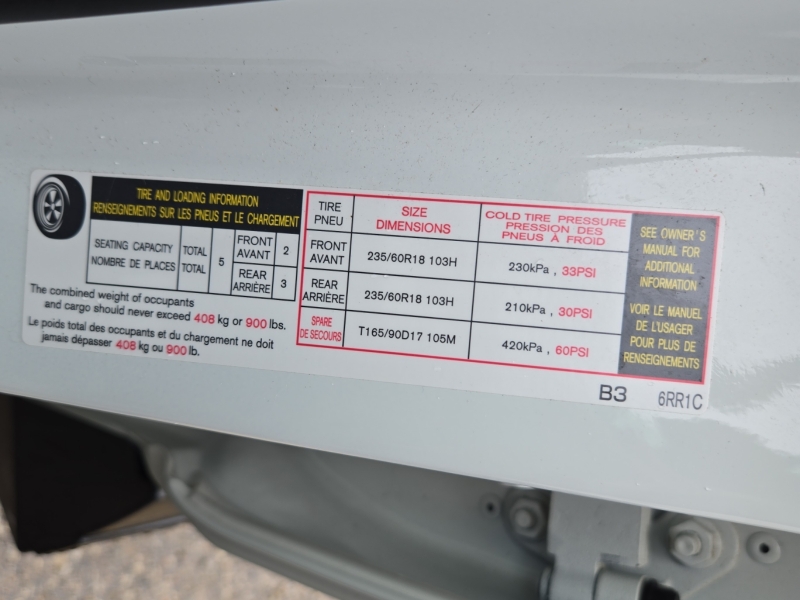 TIRE AND LOADING INFORMATION
RENSEIGNEMENTS SUR LES PNEUS ET LE CHARGEMENT
SEATING CAPACITY
NOMBRE DE PLACES
TOTAL
TOTAL
5
FRONT
AVANT
2
REAR
ARRIÈRE
3
The combined weight of occupants
and cargo should never exceed 408 kg or 900 lbs.
Le poids total des occupants et du chargement ne doit
jamais dépasser 408 kg ou 900 lb.
TIRE
PNEU
SIZE
DIMENSIONS
COLD TIRE PRESSURE
PRESSION DES
PNEUS À FROID
FRONT
AVANT
235/60R18 103H
230kPa , 33PSI
REAR
ARRIÈRE
235/60R18 103H
210kPa , 30PSI
SPARE
DE SECOURS
T165/90D17 105M
420kPa , 60PSI
SEE OWNER'S
MANUAL FOR
ADDITIONAL
INFORMATION
VOIR LE MANUEL
DE L'USAGER
POUR PLUS DE
RENSEIGNEMENTS
B3 6RR1C